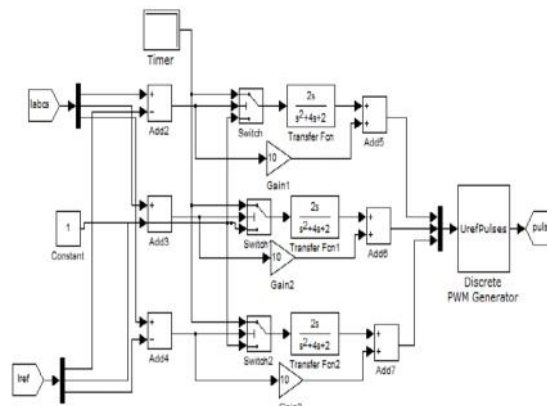 Timer
Iabcs
+
−
Add2
Switch
2s
s²+4s+2
Transfer Fcn
+
+
Add5
10
Gain1
1
Constant
+
Add3
Switch
2s
s²+4s+2
Transfer Fcn1
+
+
Add6
10
Gain2
UrefPulses
Discrete
PWM Generator
puls
Iref
+
−
Add4
Switch2
2s
s²+4s+2
Transfer Fcn2
+
+
Add7
10